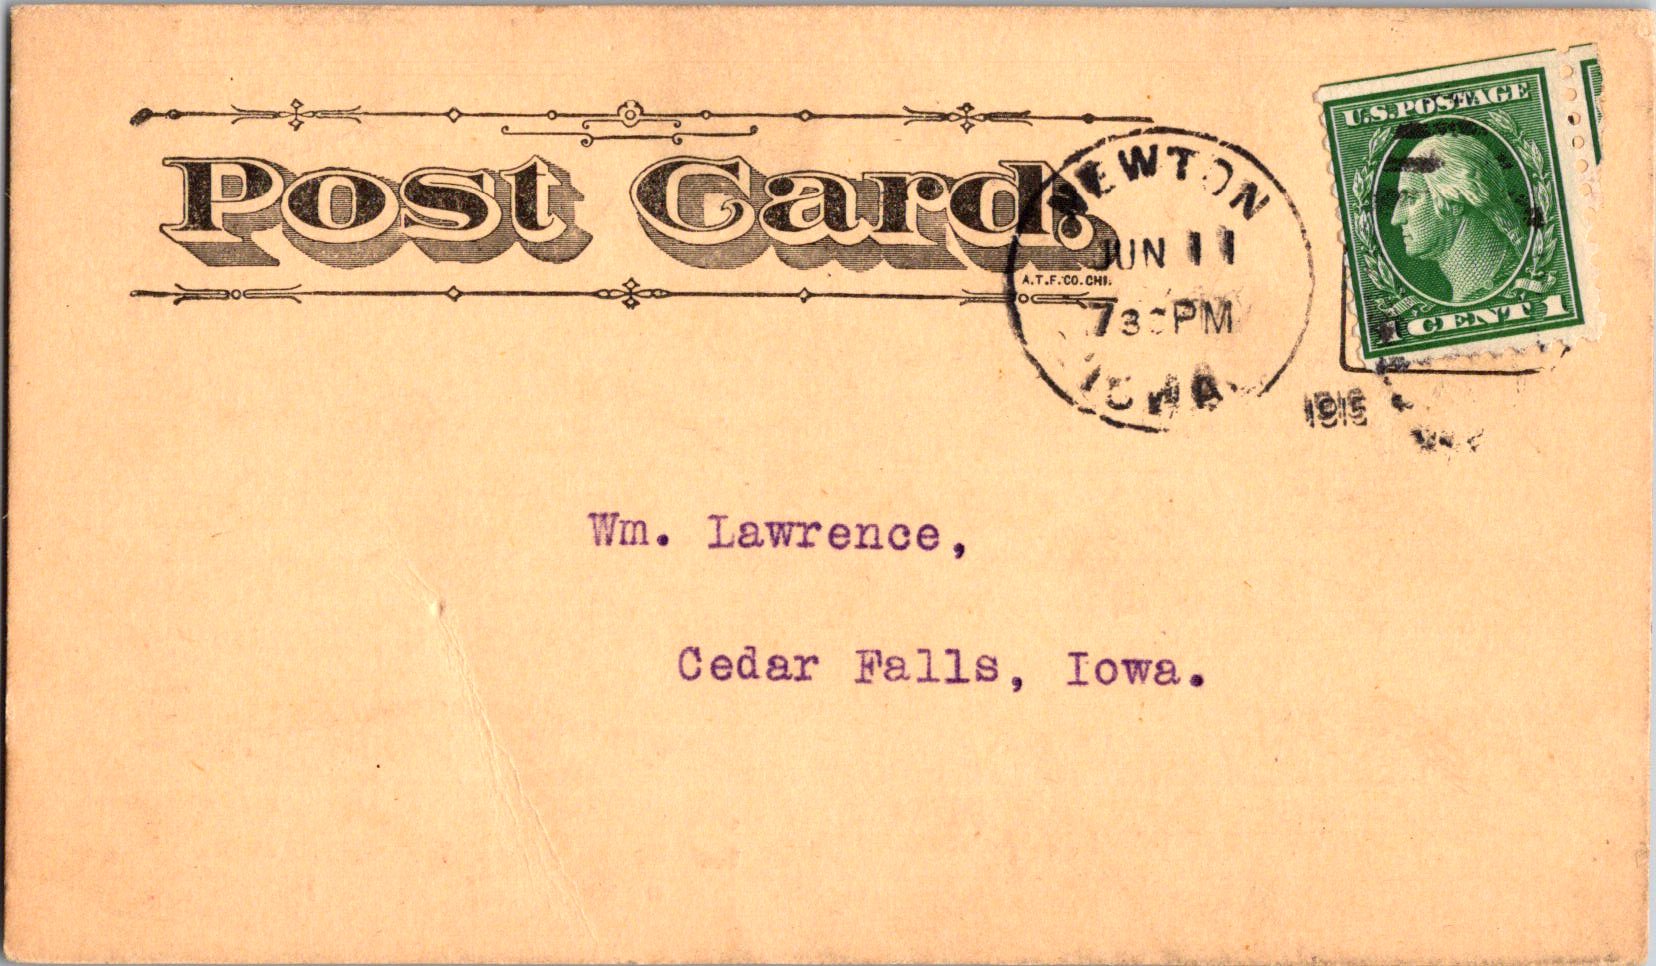 Post Card.
A.T.F.CO.CHI.
NEWTON
JUN 11
730PM
IOWA
1915
U.S.POSTAGE
1 CENT 1
Wm. Lawrence,
Cedar Falls, Iowa.